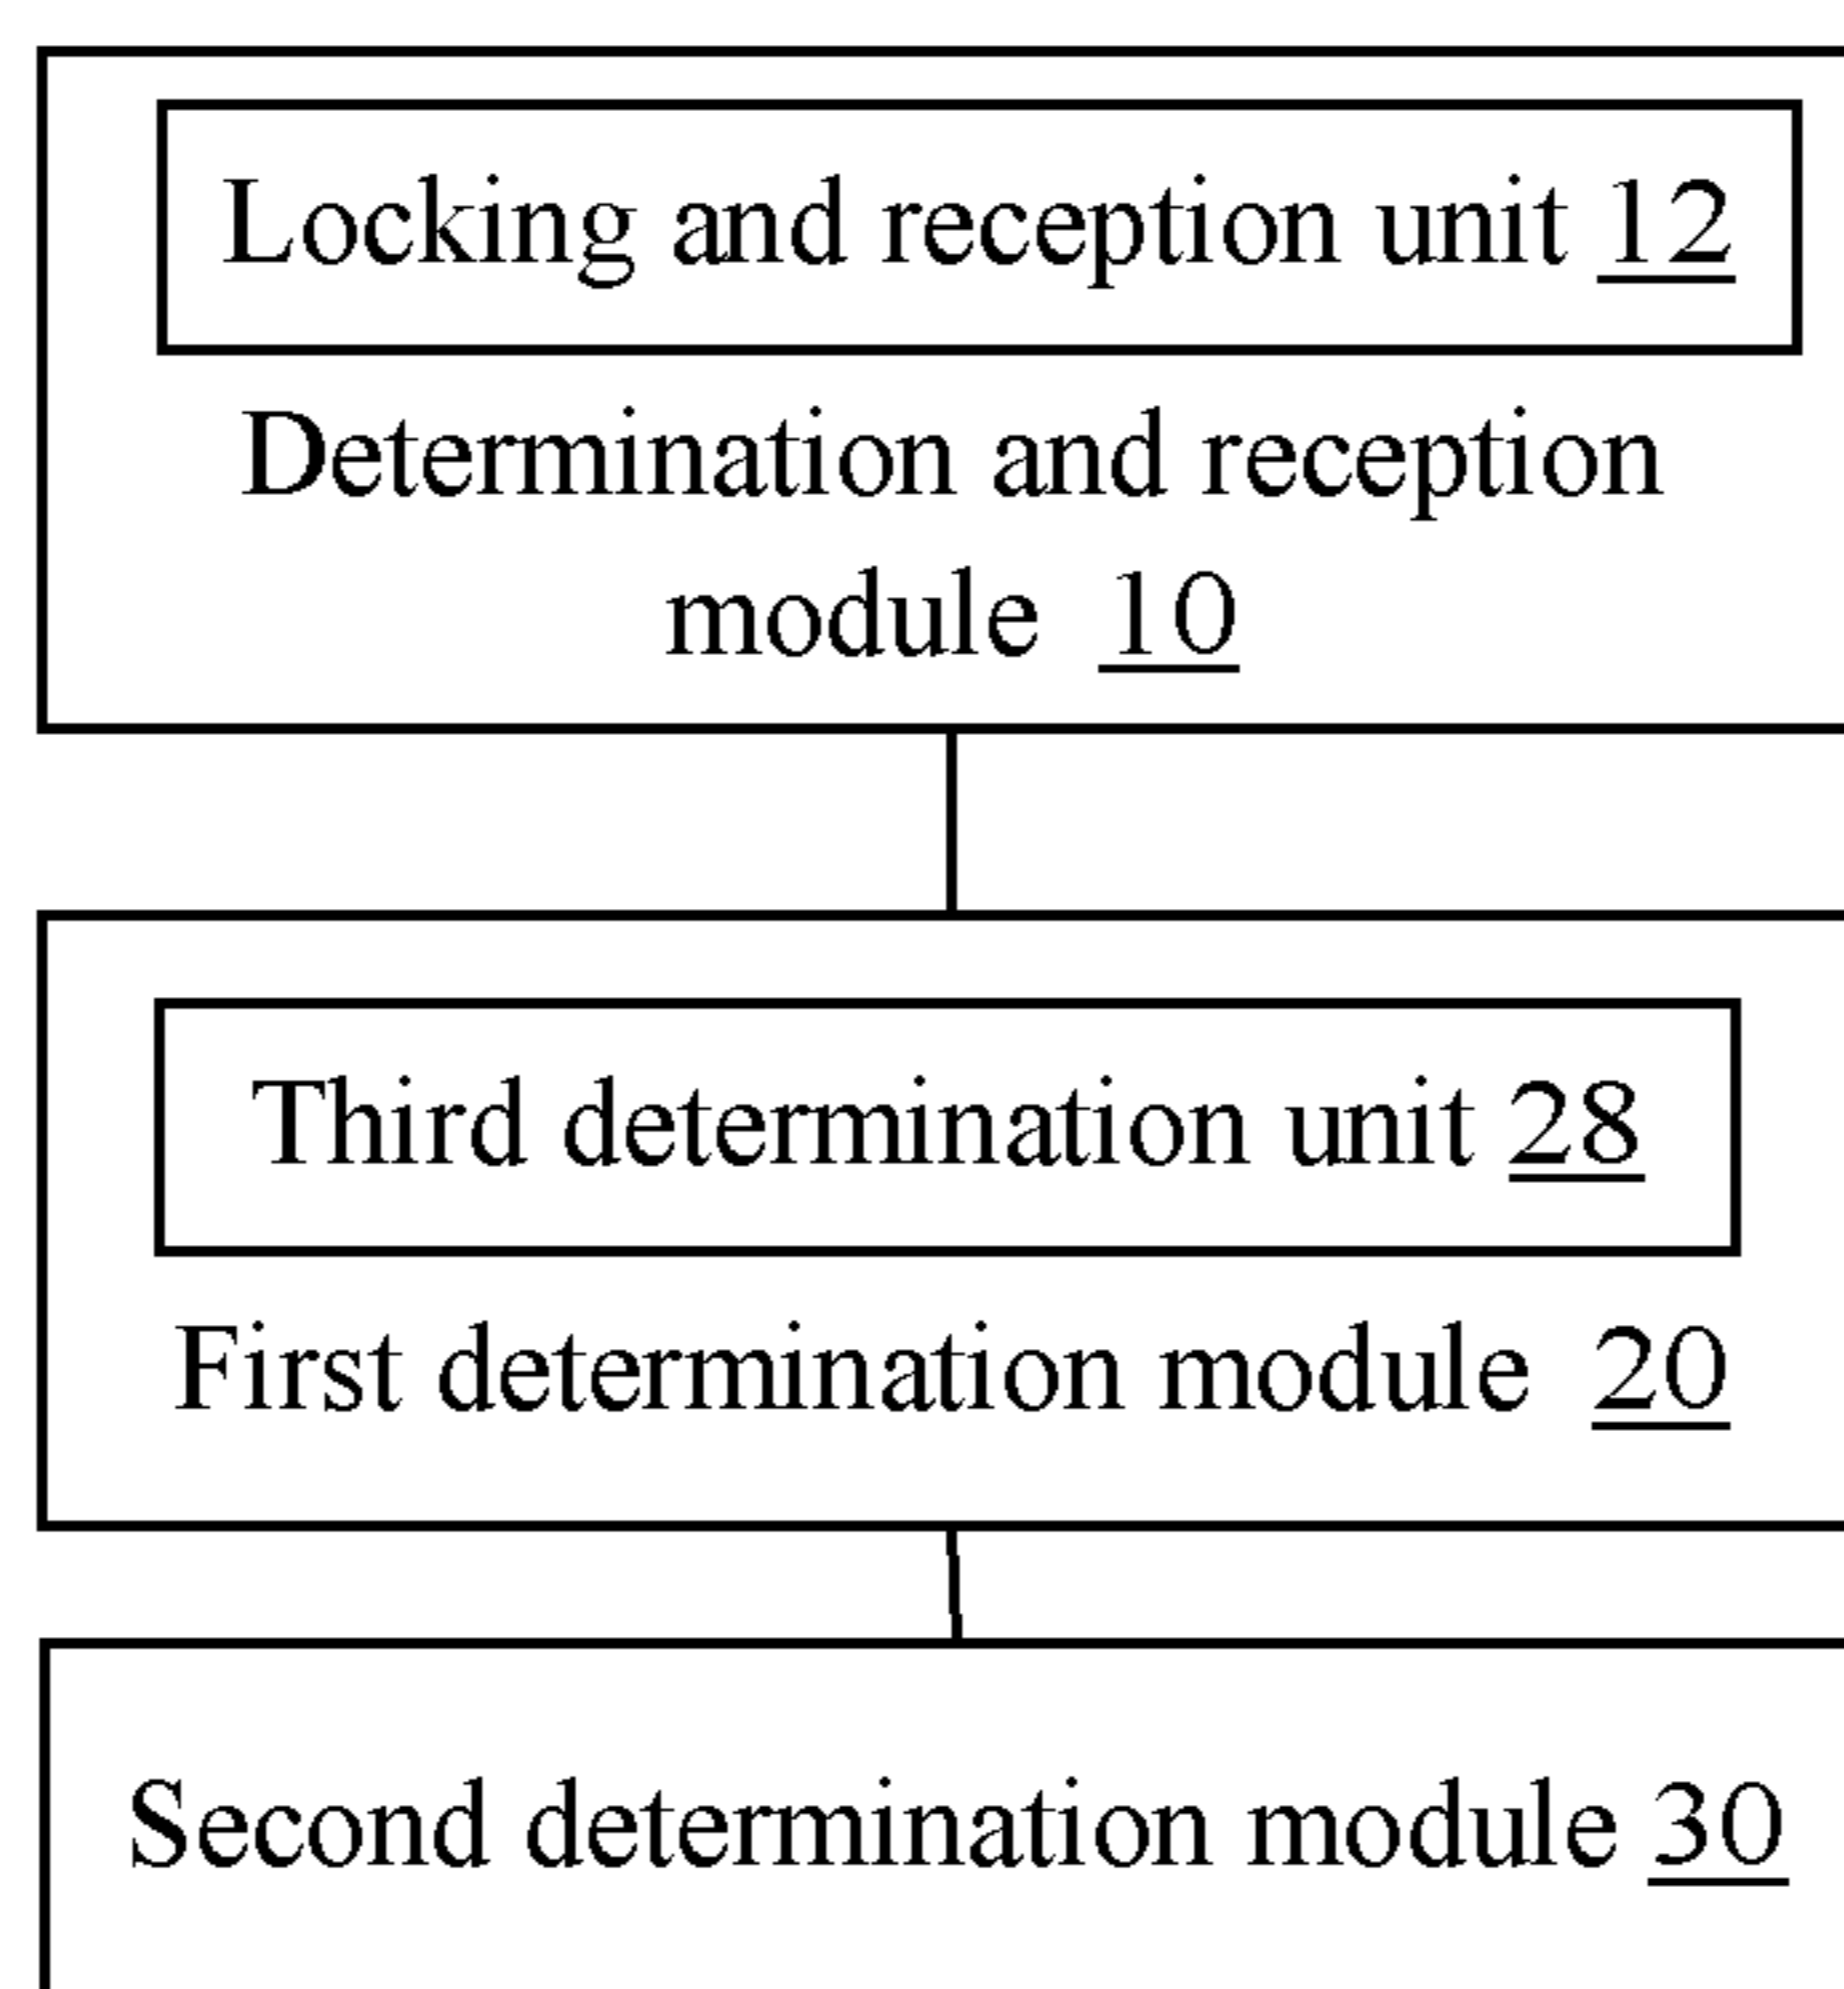 Locking and reception unit 12
Determination and reception
module 10
Third determination unit 28
First determination module 20
Second determination module 30